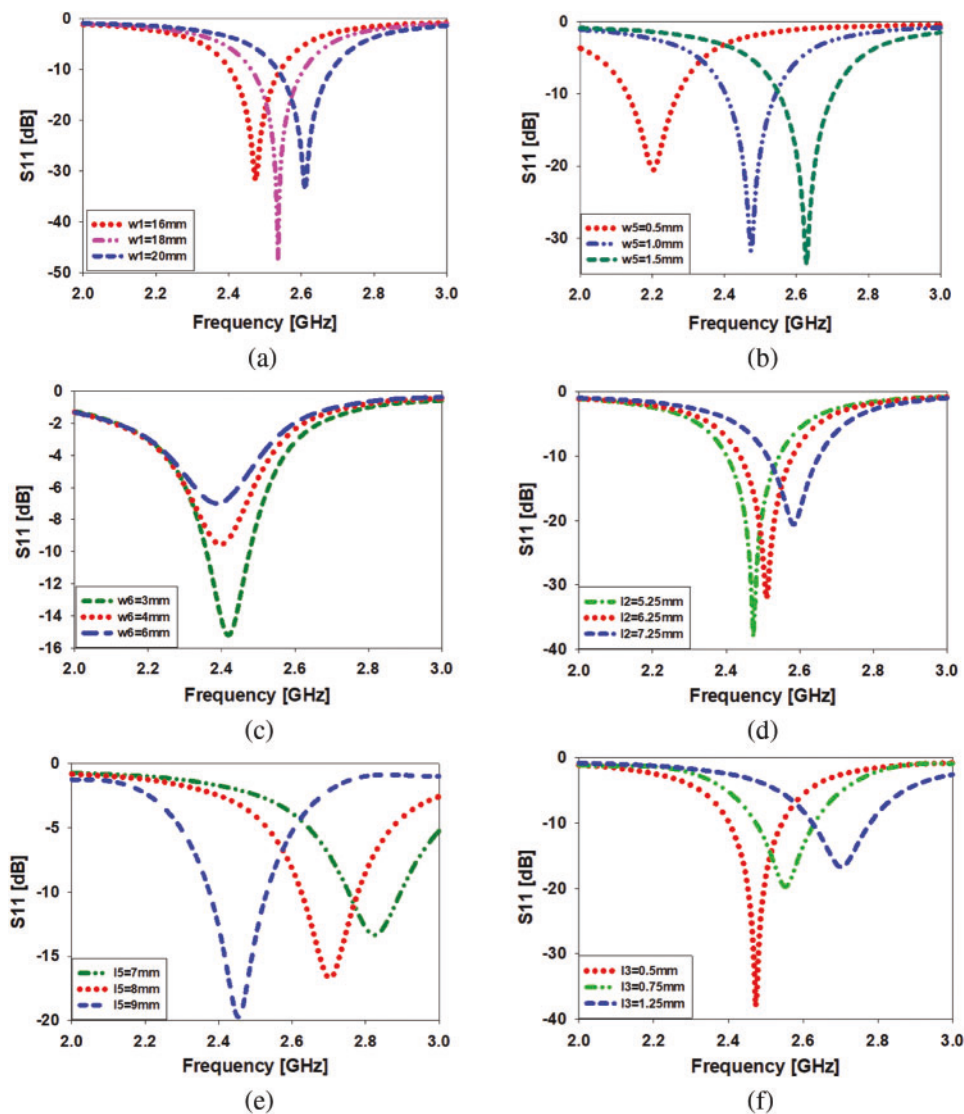 0
-10
-20
-30
-40
-50
S11 [dB]
w1=16mm
w1=18mm
w1=20mm
2.0 2.2 2.4 2.6 2.8 3.0
Frequency [GHz]
(a)
0
-10
-20
-30
S11 [dB]
w5=0.5mm
w5=1.0mm
w5=1.5mm
2.0 2.2 2.4 2.6 2.8 3.0
Frequency [GHz]
(b)
0
-2
-4
-6
-8
-10
-12
-14
-16
S11 [dB]
w6=3mm
w6=4mm
w6=6mm
2.0 2.2 2.4 2.6 2.8 3.0
Frequency [GHz]
(c)
0
-10
-20
-30
-40
S11 [dB]
l2=5.25mm
l2=6.25mm
l2=7.25mm
2.0 2.2 2.4 2.6 2.8 3.0
Frequency [GHz]
(d)
0
-5
-10
-15
-20
S11 [dB]
l5=7mm
l5=8mm
l5=9mm
2.0 2.2 2.4 2.6 2.8 3.0
Frequency [GHz]
(e)
0
-10
-20
-30
-40
S11 [dB]
l3=0.5mm
l3=0.75mm
l3=1.25mm
2.0 2.2 2.4 2.6 2.8 3.0
Frequency [GHz]
(f)